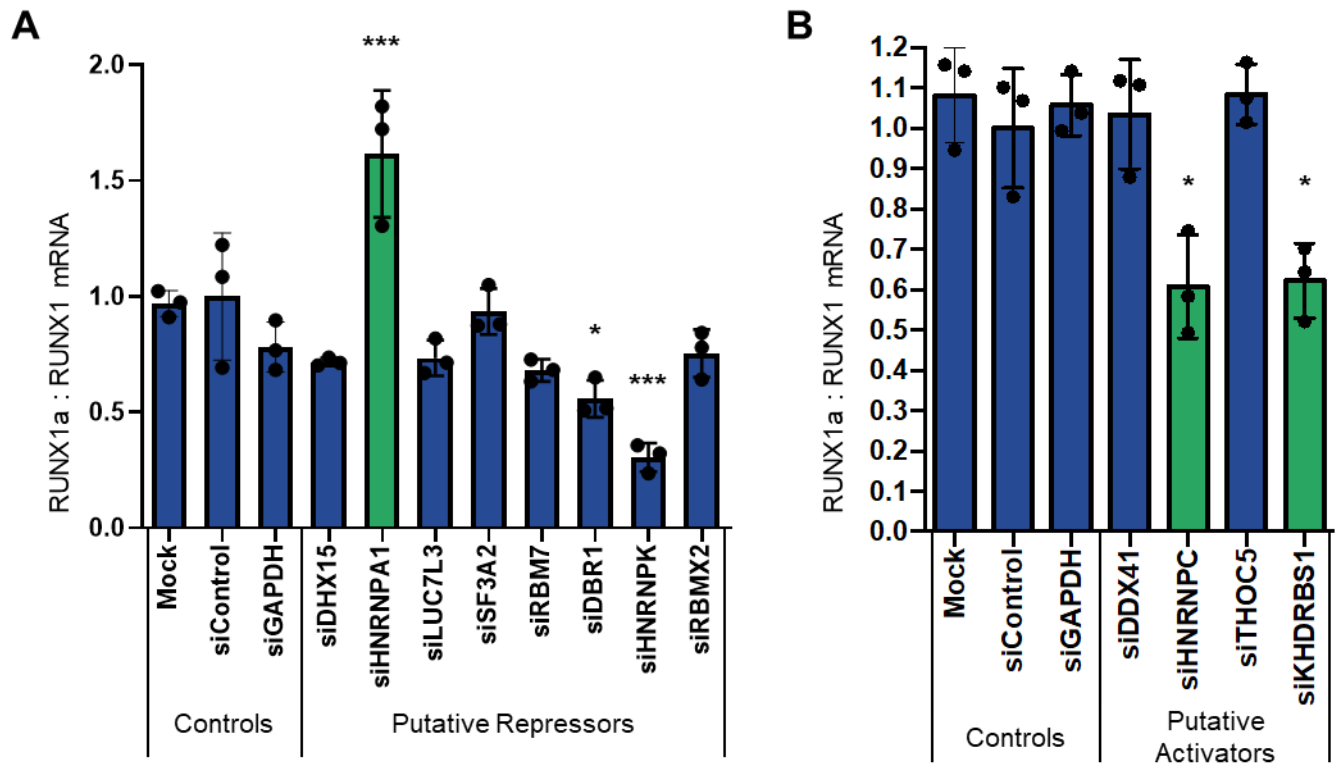 A
RUNX1a : RUNX1 mRNA
2.0
1.5
1.0
0.5
0.0
***
*
***
Mock
siControl
siGAPDH
siDHX15
siHNRNPA1
siLUC7L3
siSF3A2
siRBM7
siDBR1
siHNRNPK
siRBMX2
Controls
Putative Repressors
B
RUNX1a : RUNX1 mRNA
1.2
1.1
1.0
0.9
0.8
0.7
0.6
0.5
0.4
0.3
0.2
0.1
0.0
*
*
Mock
siControl
siGAPDH
siDDX41
siHNRNPC
siTHOC5
siKHDRBS1
Controls
Putative
Activators